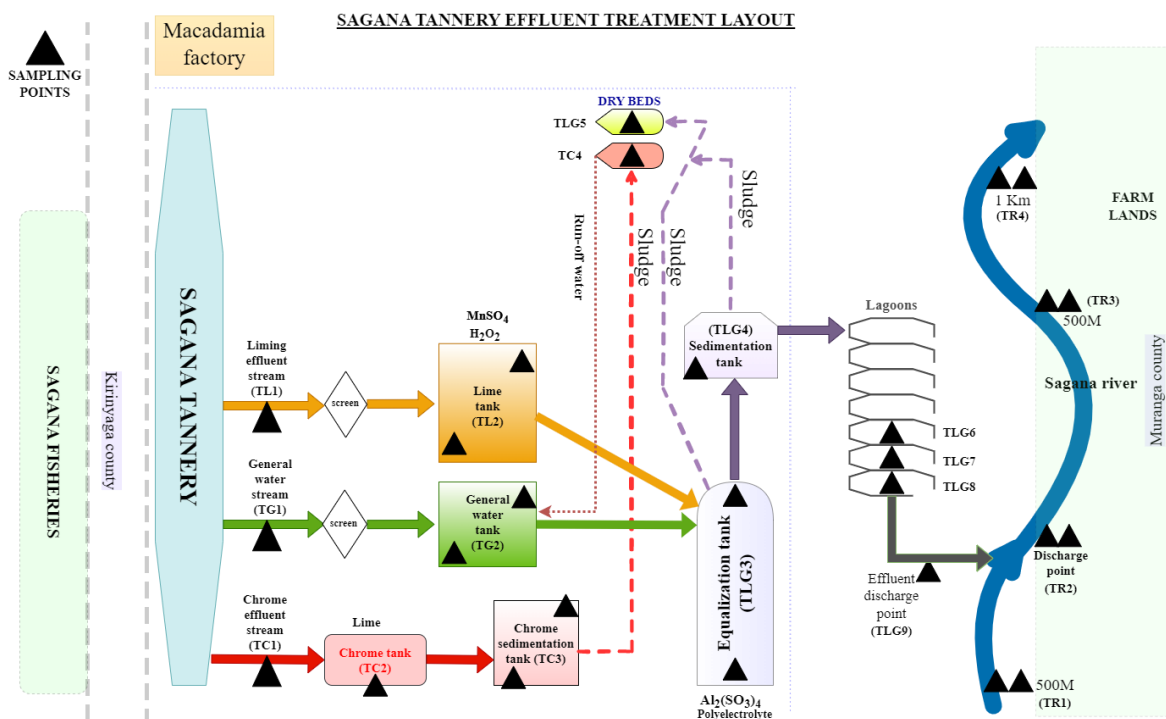 SAGANA TANNERY EFFLUENT TREATMENT LAYOUT
SAMPLING
POINTS
Macadamia
factory
SAGANA FISHERIES
Kirinyaga county
SAGANA TANNERY
DRY BEDS
TLG5
TC4
Run-off water
Sludge
Sludge
Sludge
Liming
effluent
stream
(TL1)
screen
MnSO₄
H₂O₂
Lime
tank
(TL2)
General
water
stream
(TG1)
screen
General
water
tank
(TG2)
Chrome
effluent
stream
(TC1)
Lime
Chrome tank
(TC2)
Chrome
sedimentation
tank (TC3)
Equalization tank
(TLG3)
Al₂(SO₃)₄
Polyelectrolyte
(TLG4)
Sedimentation
tank
Lagoons
TLG6
TLG7
TLG8
Effluent
discharge
point
(TLG9)
1 Km
(TR4)
(TR3)
500M
Sagana river
Discharge
point
(TR2)
500M
(TR1)
FARM
LANDS
Muranga county